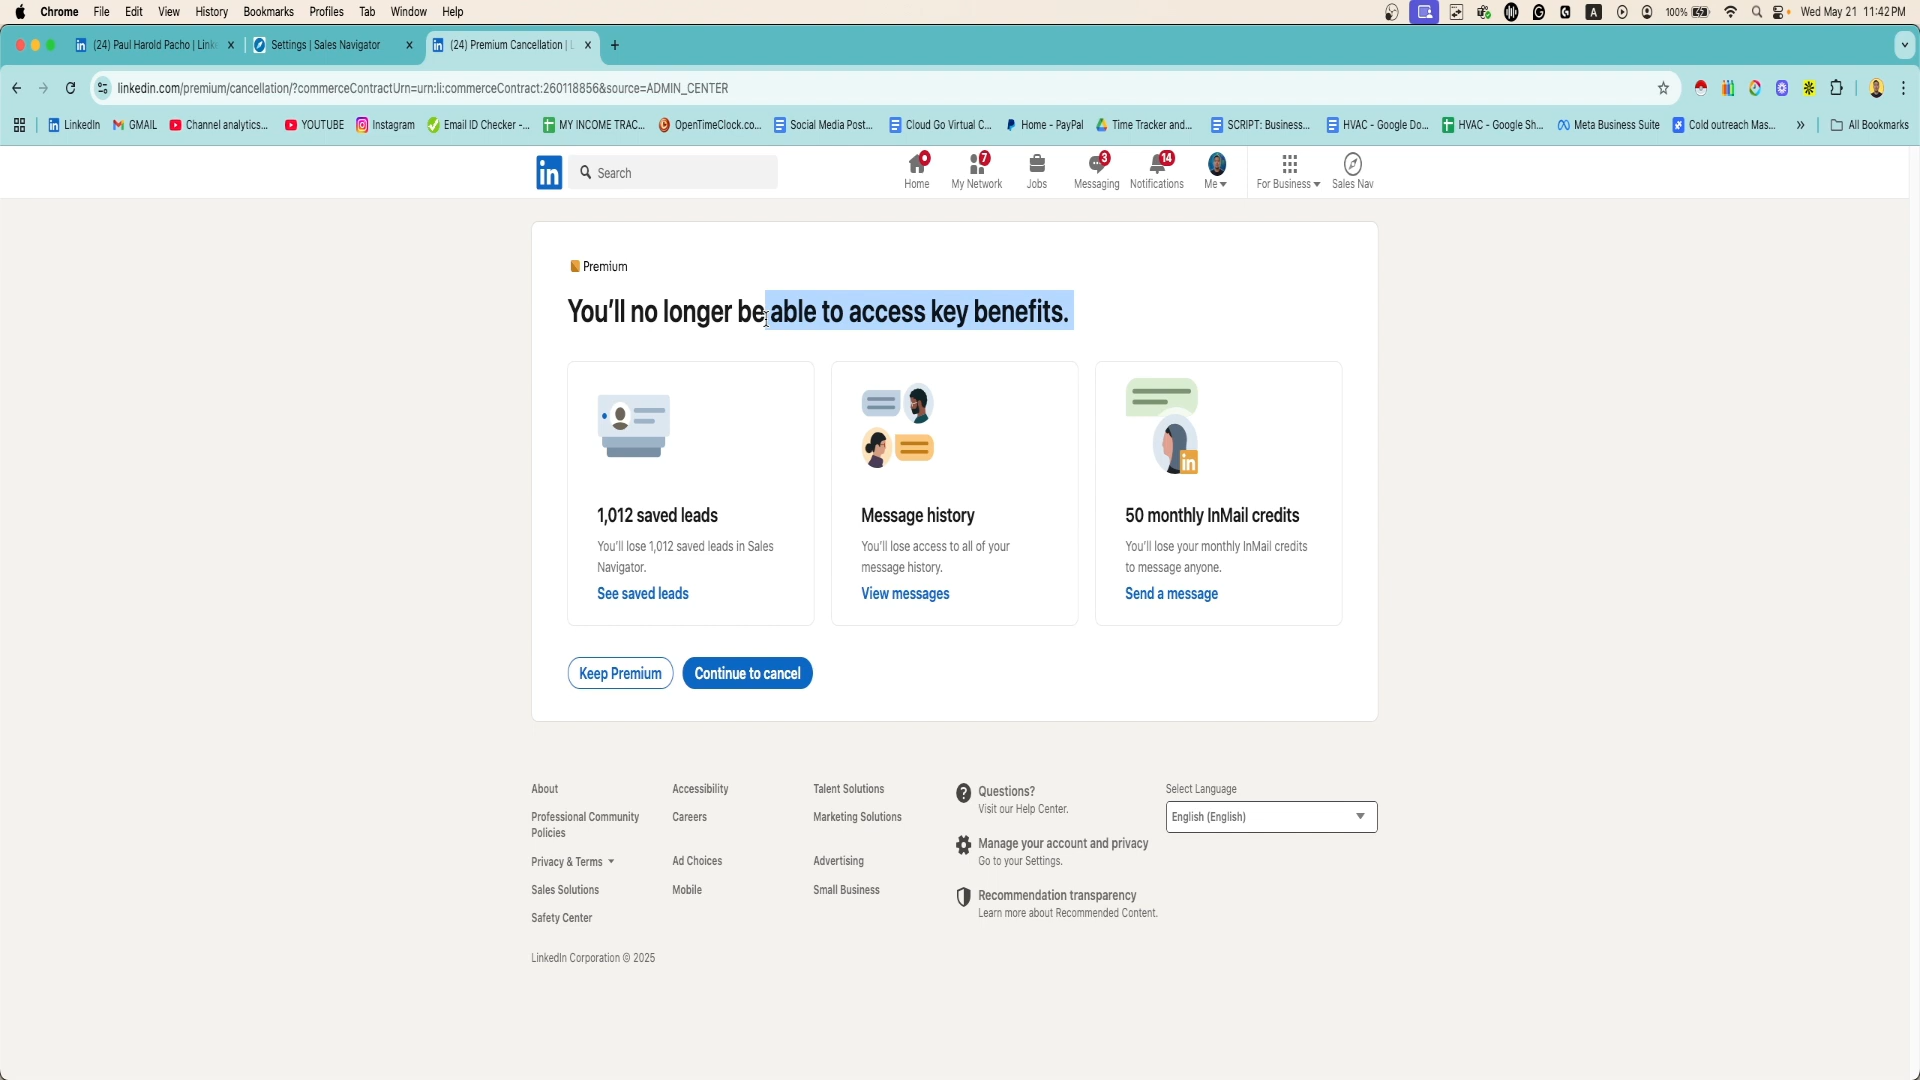 Chrome File Edit View History Bookmarks Profiles Tab Window Help
A 100% Wed May 21 11:42 PM
(24) Paul Harold Pacho | Linke
Settings | Sales Navigator
(24) Premium Cancellation | L
linkedin.com/premium/cancellation/?commerceContractUrn=urn:li:commerceContract:260118856&source=ADMIN_CENTER
LinkedIn GMAIL Channel analytics... YOUTUBE Instagram Email ID Checker -... MY INCOME TRAC... OpenTimeClock.co... Social Media Post... Cloud Go Virtual C... Home - PayPal Time Tracker and... SCRIPT: Business... HVAC - Google Do... HVAC - Google Sh... Meta Business Suite Cold outreach Mas... » All Bookmarks
in Search
7 3 14
Home My Network Jobs Messaging Notifications Me For Business Sales Nav
Premium
You'll no longer be able to access key benefits.
in
1,012 saved leads
You'll lose 1,012 saved leads in Sales
Navigator.
See saved leads
Message history
You'll lose access to all of your
message history.
View messages
50 monthly InMail credits
You'll lose your monthly InMail credits
to message anyone.
Send a message
Keep Premium Continue to cancel
About
Professional Community
Policies
Privacy & Terms
Sales Solutions
Safety Center
Accessibility
Careers
Ad Choices
Mobile
Talent Solutions
Marketing Solutions
Advertising
Small Business
Questions?
Visit our Help Center.
Manage your account and privacy
Go to your Settings.
Recommendation transparency
Learn more about Recommended Content.
Select Language
English (English)
LinkedIn Corporation © 2025